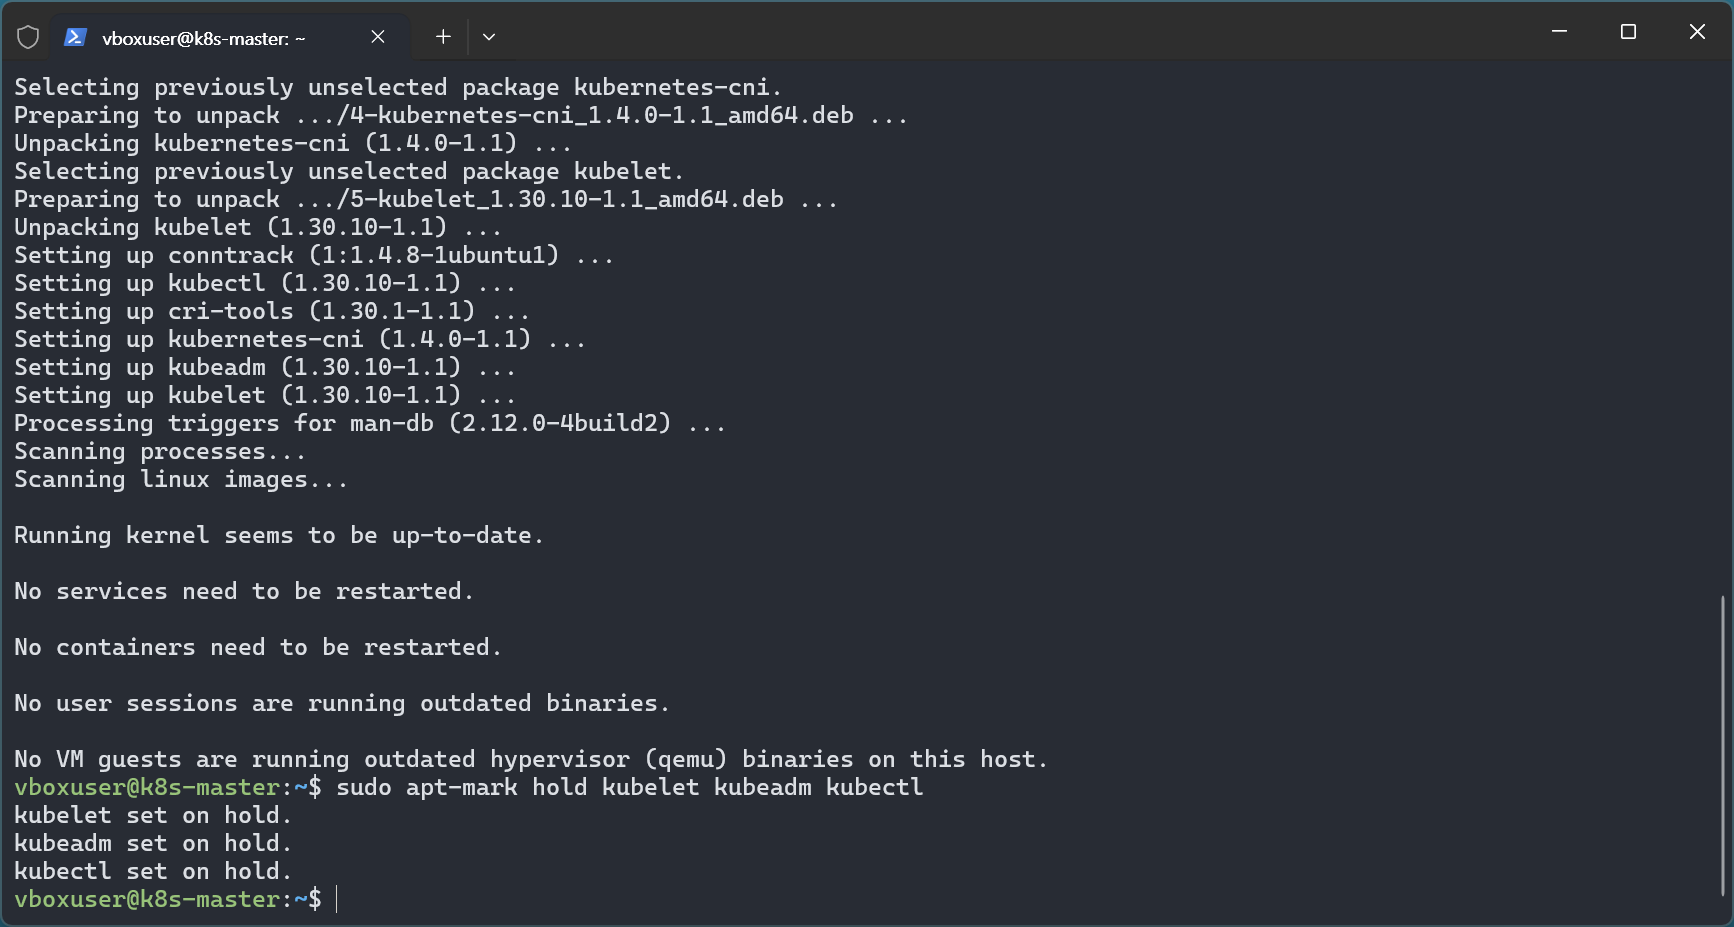 vboxuser@k8s-master: ~
Selecting previously unselected package kubernetes-cni.
Preparing to unpack .../4-kubernetes-cni_1.4.0-1.1_amd64.deb ...
Unpacking kubernetes-cni (1.4.0-1.1) ...
Selecting previously unselected package kubelet.
Preparing to unpack .../5-kubelet_1.30.10-1.1_amd64.deb ...
Unpacking kubelet (1.30.10-1.1) ...
Setting up conntrack (1:1.4.8-1ubuntu1) ...
Setting up kubectl (1.30.10-1.1) ...
Setting up cri-tools (1.30.1-1.1) ...
Setting up kubernetes-cni (1.4.0-1.1) ...
Setting up kubeadm (1.30.10-1.1) ...
Setting up kubelet (1.30.10-1.1) ...
Processing triggers for man-db (2.12.0-4build2) ...
Scanning processes...
Scanning linux images...
Running kernel seems to be up-to-date.
No services need to be restarted.
No containers need to be restarted.
No user sessions are running outdated binaries.
No VM guests are running outdated hypervisor (qemu) binaries on this host.
vboxuser@k8s-master:~$ sudo apt-mark hold kubelet kubeadm kubectl
kubelet set on hold.
kubeadm set on hold.
kubectl set on hold.
vboxuser@k8s-master:~$